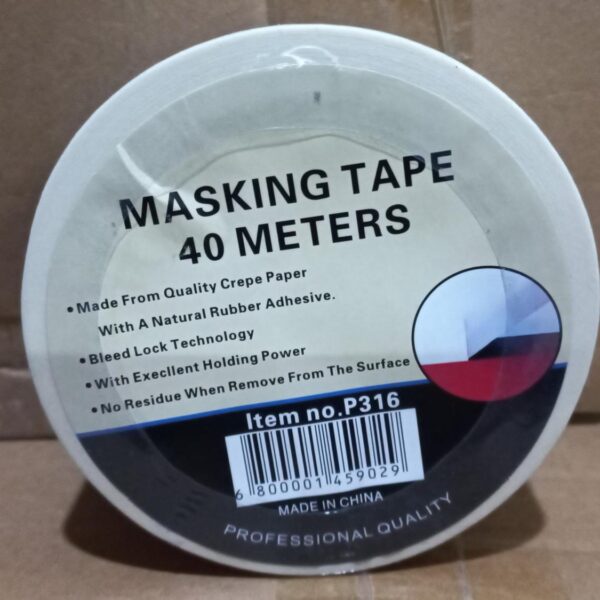 MASKING TAPE
40 METERS
•Made From Quality Crepe Paper
With A Natural Rubber Adhesive.
•Bleed Lock Technology
•With Execllent Holding Power
•No Residue When Remove From The Surface
Item no.P316
6 800001 459029
MADE IN CHINA
PROFESSIONAL QUALITY